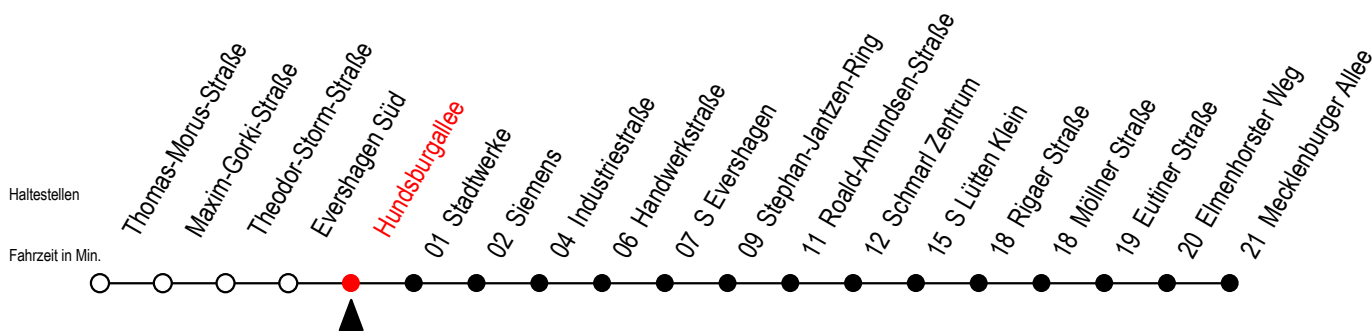 Haltestellen
Fahrzeit in Min.
Thomas-Morus-Straße
Maxim-Gorki-Straße
Theodor-Storm-Straße
Evershagen Süd
Hundsburgallee
01 Stadtwerke
02 Siemens
04 Industriestraße
06 Handwerkstraße
07 S Evershagen
09 Stephan-Jantzen-Ring
11 Roald-Amundsen-Straße
12 Schmarl Zentrum
15 S Lütten Klein
18 Rigaer Straße
18 Möllner Straße
19 Eutiner Straße
20 Elmenhorster Weg
21 Mecklenburger Allee